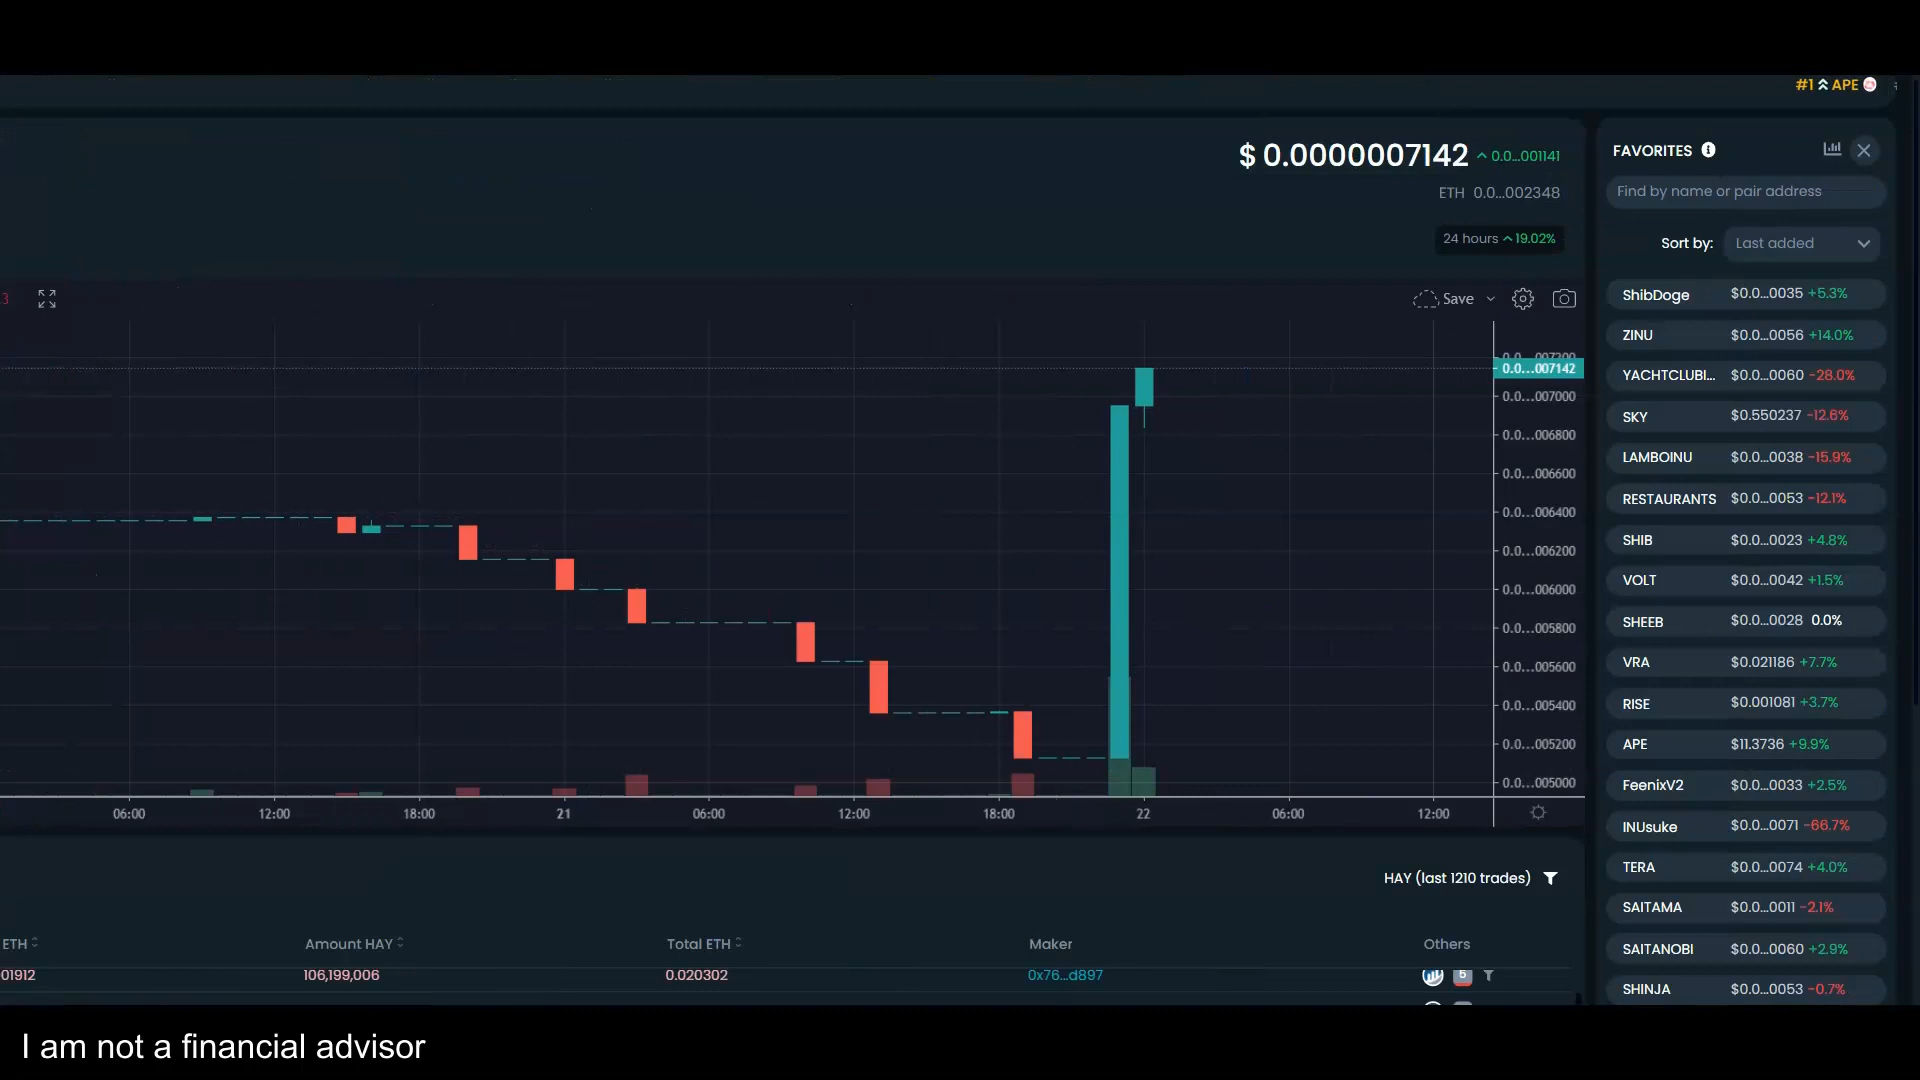 #1 APE
$ 0.0000007142 0.0...001141
ETH 0.0...002348
24 hours 19.02%
FAVORITES
Find by name or pair address
Sort by: Last added
3
Save
ShibDoge $0.0...0035 +5.3%
ZINU $0.0...0056 +14.0%
YACHTCLUBI... $0.0...0060 -28.0%
SKY $0.550237 -12.6%
LAMBOINU $0.0...0038 -15.9%
RESTAURANTS $0.0...0053 -12.1%
SHIB $0.0...0023 +4.8%
VOLT $0.0...0042 +1.5%
SHEEB $0.0...0028 0.0%
VRA $0.021186 +7.7%
RISE $0.001081 +3.7%
APE $11.3736 +9.9%
FeenixV2 $0.0...0033 +2.5%
INUsuke $0.0...0071 -66.7%
TERA $0.0...0074 +4.0%
SAITAMA $0.0...0011 -2.1%
SAITANOBI $0.0...0060 +2.9%
SHINJA $0.0...0053 -0.7%
0.0...007200
0.0...007142
0.0...007000
0.0...006800
0.0...006600
0.0...006400
0.0...006200
0.0...006000
0.0...005800
0.0...005600
0.0...005400
0.0...005200
0.0...005000
06:00 12:00 18:00 21 06:00 12:00 18:00 22 06:00 12:00
HAY (last 1210 trades)
ETH Amount HAY Total ETH Maker Others
01912 106,199,006 0.020302 0x76...d897 5
I am not a financial advisor